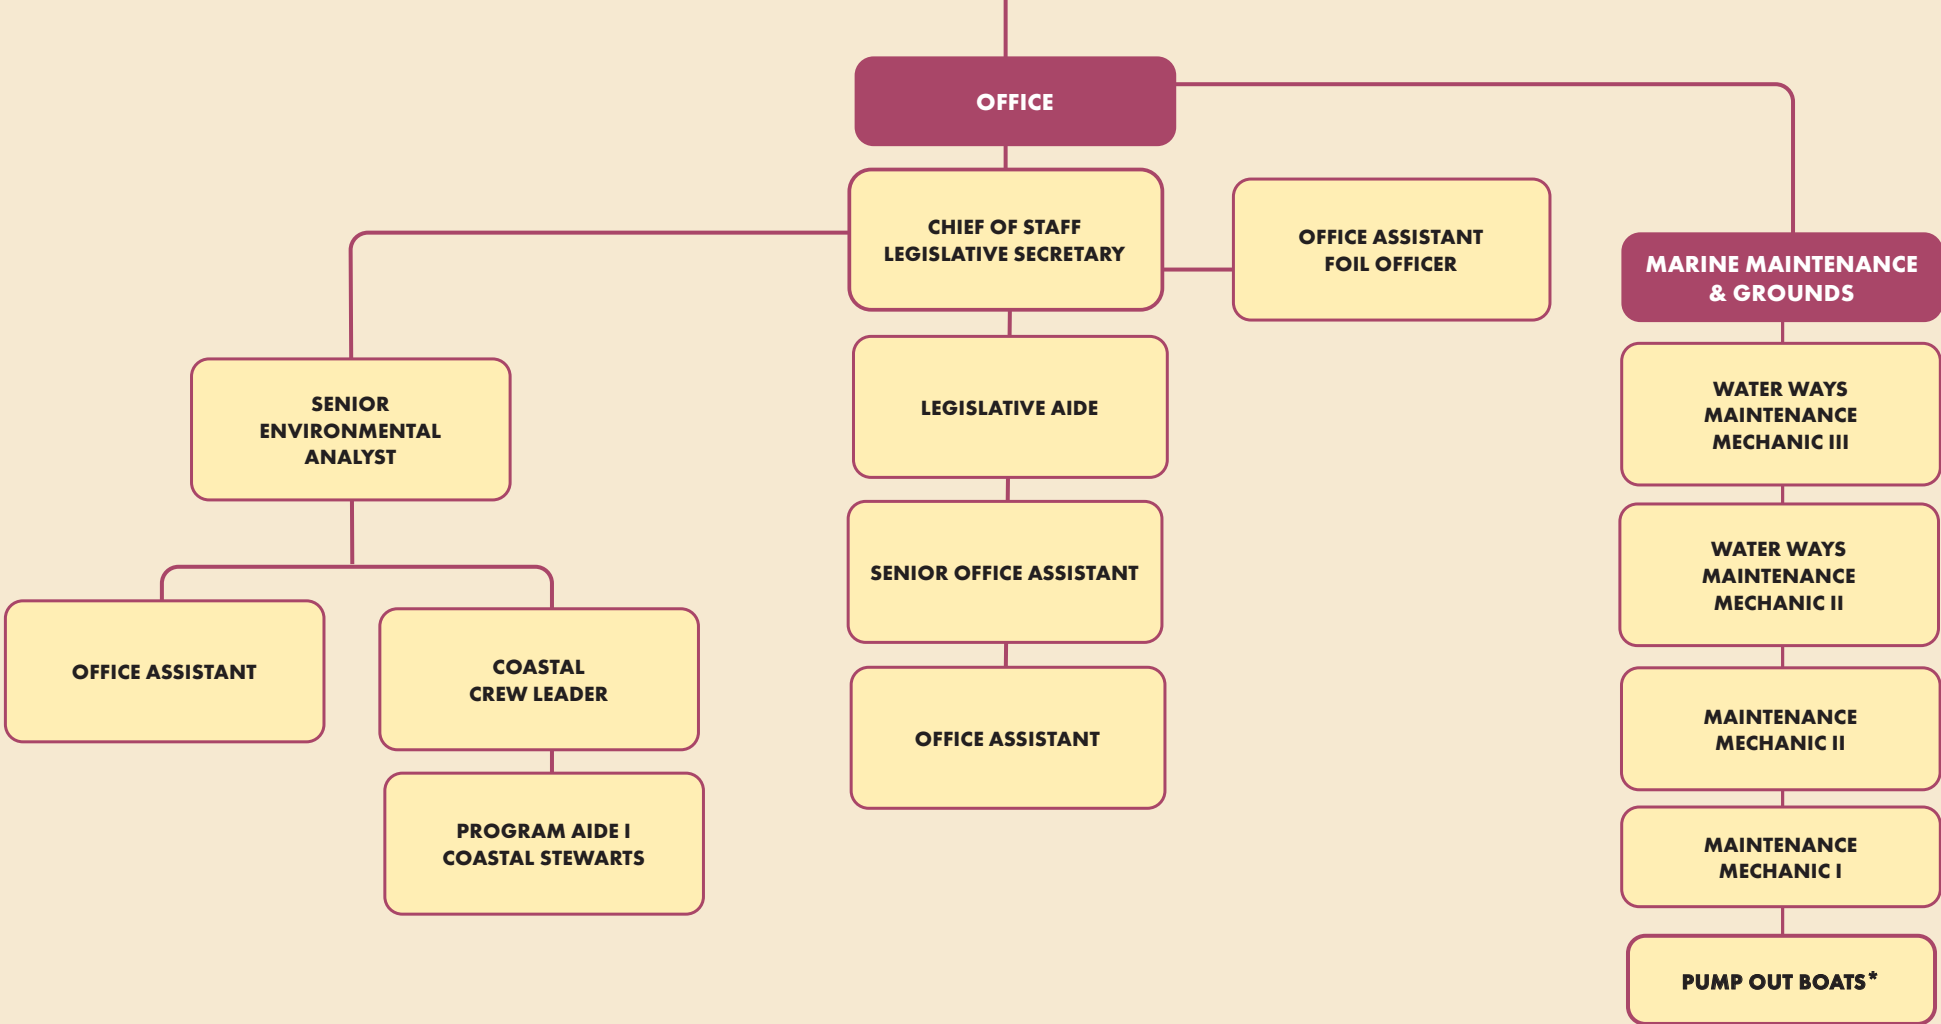 OFFICE
CHIEF OF STAFF
LEGISLATIVE SECRETARY
OFFICE ASSISTANT
FOIL OFFICER
MARINE MAINTENANCE
& GROUNDS
SENIOR
ENVIRONMENTAL
ANALYST
LEGISLATIVE AIDE
WATER WAYS
MAINTENANCE
MECHANIC III
SENIOR OFFICE ASSISTANT
WATER WAYS
MAINTENANCE
MECHANIC II
OFFICE ASSISTANT
COASTAL
CREW LEADER
OFFICE ASSISTANT
MAINTENANCE
MECHANIC II
PROGRAM AIDE I
COASTAL STEWARTS
MAINTENANCE
MECHANIC I
PUMP OUT BOATS*